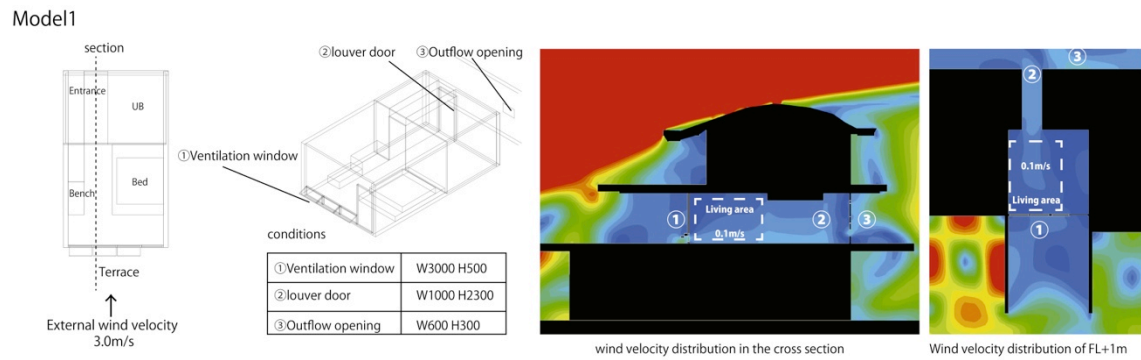 Model1
section
Entrance
UB
Bench
Bed
Terrace
External wind velocity
3.0m/s
②louver door
③Outflow opening
①Ventilation window
conditions
①Ventilation window W3000 H500
②louver door W1000 H2300
③Outflow opening W600 H300
①
Living area
0.1m/s
②
③
wind velocity distribution in the cross section
③
②
0.1m/s
Living area
①
Wind velocity distribution of FL+1m